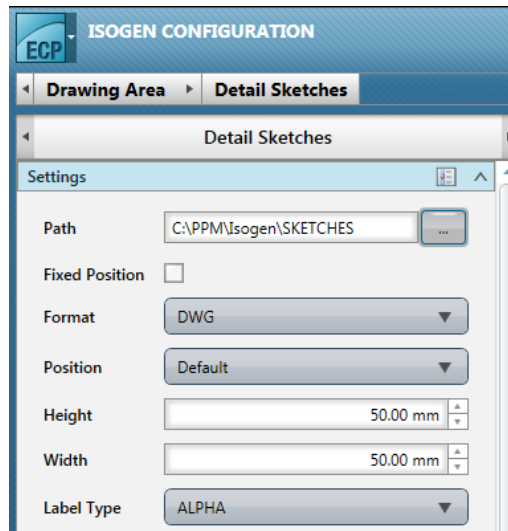 ECP
ISOGEN CONFIGURATION
Drawing Area Detail Sketches
Detail Sketches
Settings
Path C:\PPM\Isogen\SKETCHES ...
Fixed Position
Format DWG
Position Default
Height 50.00 mm
Width 50.00 mm
Label Type ALPHA